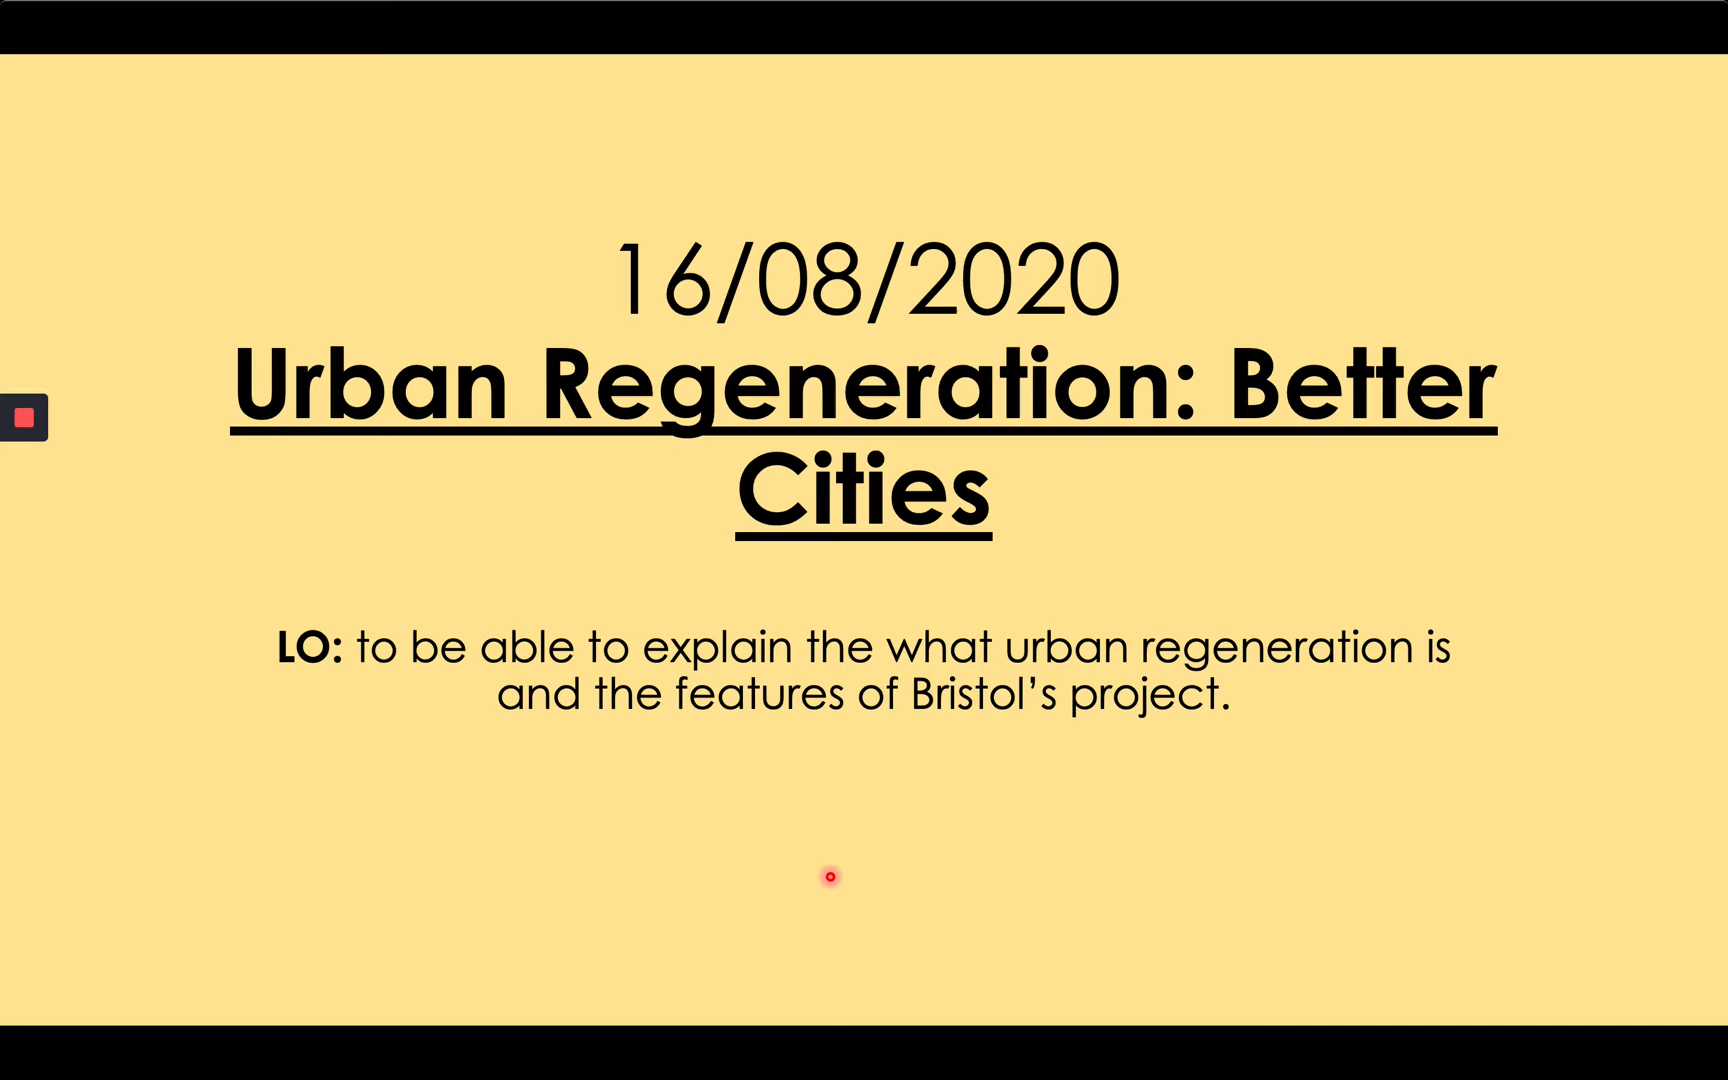 16/08/2020
Urban Regeneration: Better
Cities
LO: to be able to explain the what urban regeneration is
and the features of Bristol’s project.